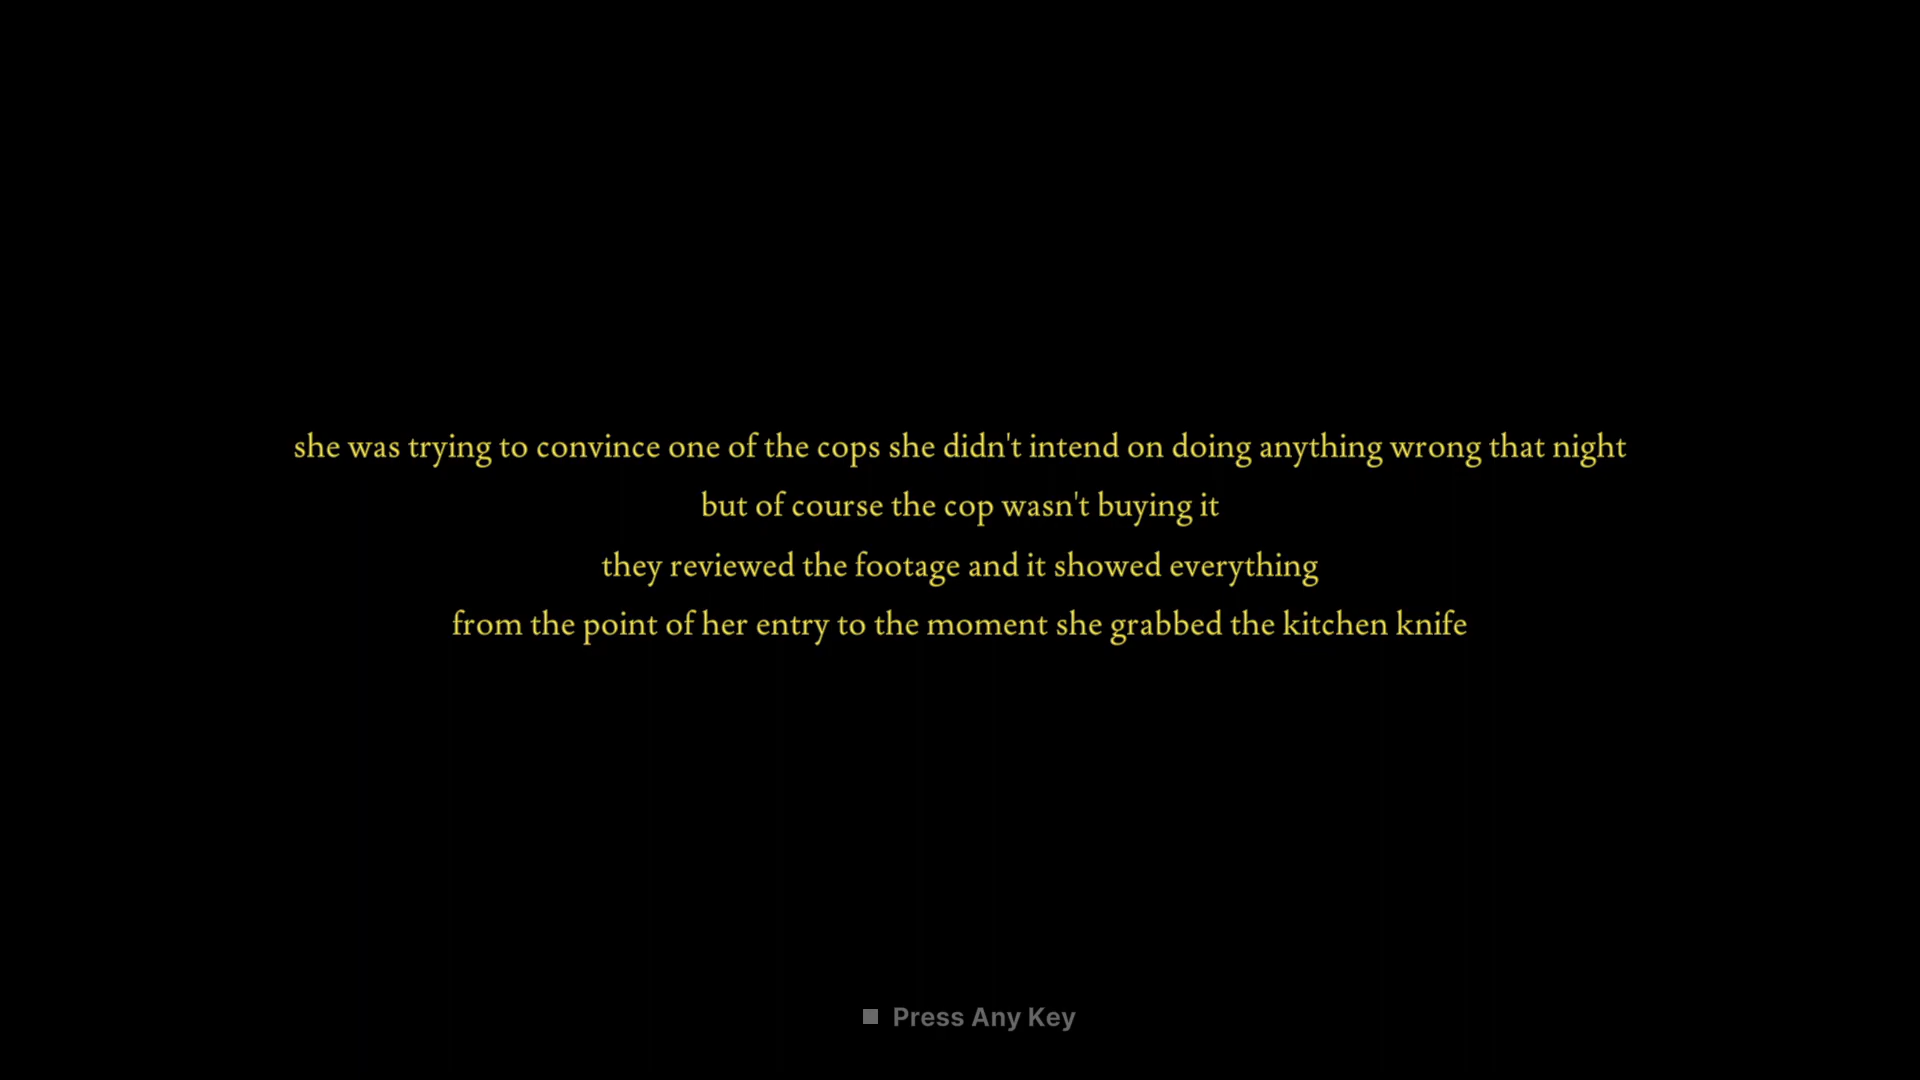 she was trying to convince one of the cops she didn't intend on doing anything wrong that night
but of course the cop wasn't buying it
they reviewed the footage and it showed everything
from the point of her entry to the moment she grabbed the kitchen knife
Press Any Key